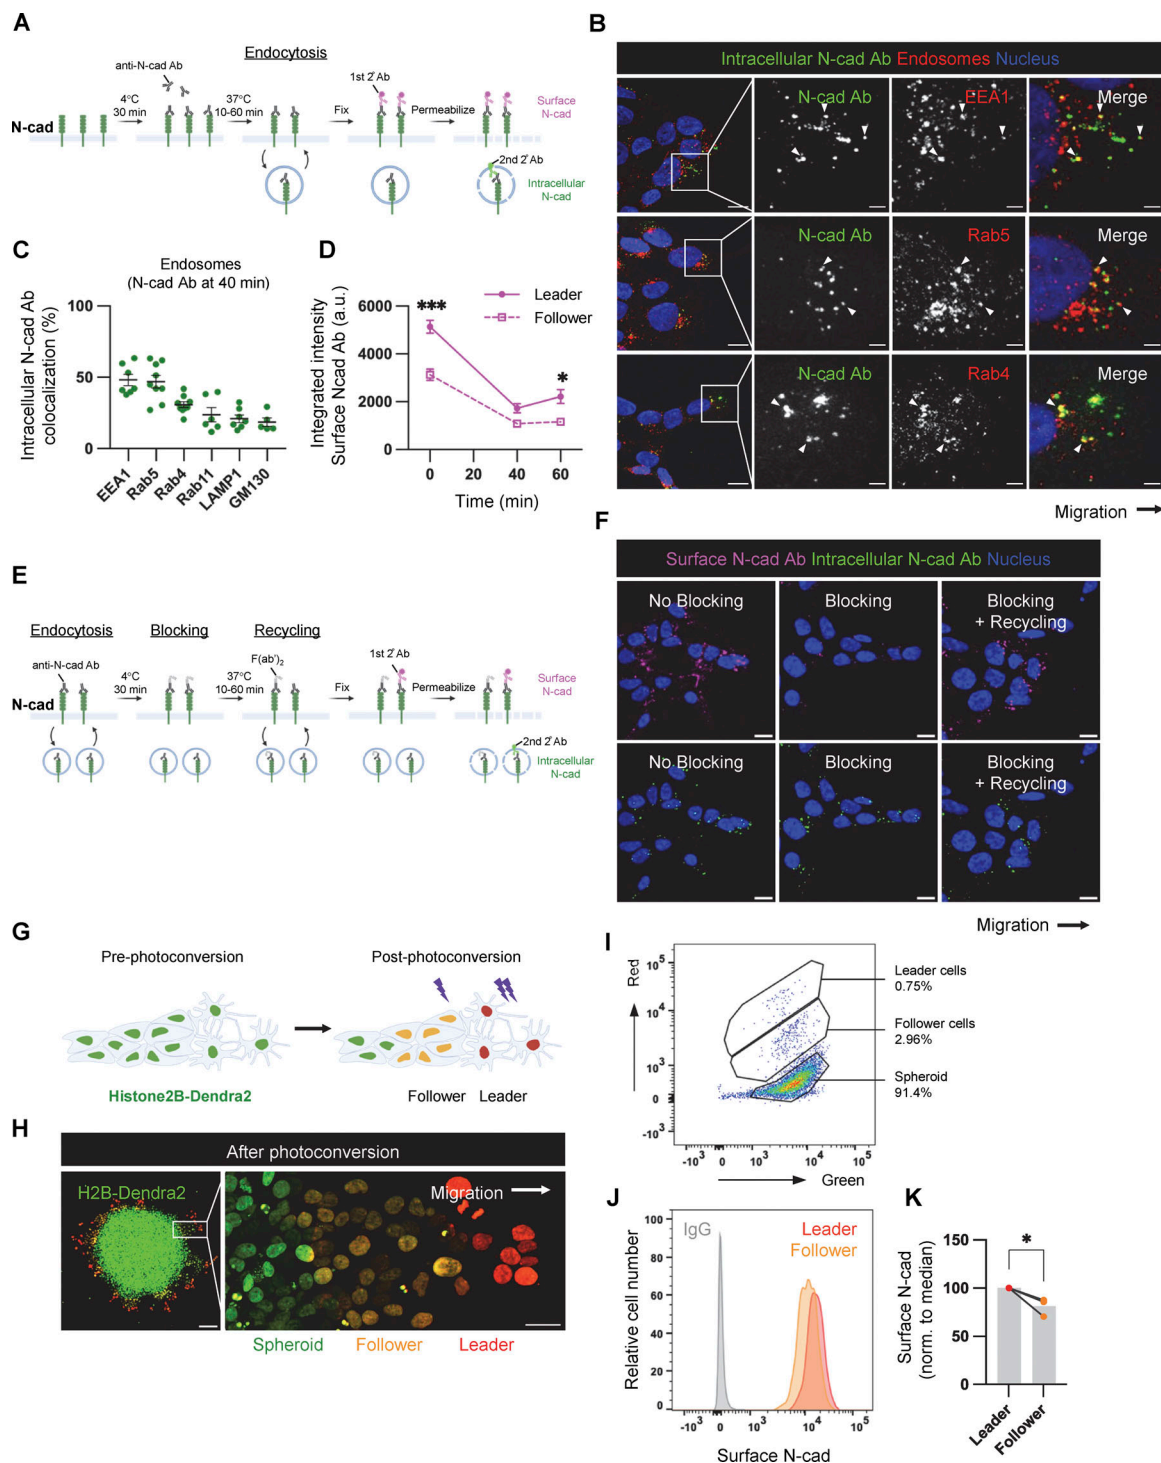 A
Endocytosis
anti-N-cad Ab
4°C
30 min
37°C
10-60 min
1st 2° Ab
Fix
Permeabilize
Surface
N-cad
N-cad
2nd 2° Ab
Intracellular
N-cad
B
Intracellular N-cad Ab Endosomes Nucleus
N-cad Ab
EEA1
Merge
N-cad Ab
Rab5
Merge
N-cad Ab
Rab4
Merge
Migration
C
Endosomes
(N-cad Ab at 40 min)
Intracellular N-cad Ab
colocalization (%)
100
50
0
EEA1
Rab5
Rab4
Rab11
LAMP1
GM130
D
Integrated intensity
Surface Ncad Ab (a.u.)
6000
4000
2000
0
***
*
Leader
Follower
0
20
40
60
Time (min)
E
Endocytosis
Blocking
Recycling
anti-N-cad Ab
4°C
30 min
37°C
10-60 min
F(ab')2
1st 2° Ab
Fix
Permeabilize
Surface
N-cad
N-cad
2nd 2° Ab
Intracellular
N-cad
F
Surface N-cad Ab Intracellular N-cad Ab Nucleus
No Blocking
Blocking
Blocking
+ Recycling
No Blocking
Blocking
Blocking
+ Recycling
Migration
G
Pre-photoconversion
Post-photoconversion
Histone2B-Dendra2
Follower
Leader
H
After photoconversion
H2B-Dendra2
Migration
Spheroid
Follower
Leader
I
Red
10^5
10^4
10^3
0
-10^3
-10^3
0
10^3
10^4
10^5
Green
Leader cells
0.75%
Follower cells
2.96%
Spheroid
91.4%
J
Relative cell number
100
80
60
40
20
0
IgG
Leader
Follower
-10^3
0
10^3
10^4
10^5
Surface N-cad
K
Surface N-cad
(norm. to median)
150
100
50
0
*
Leader
Follower